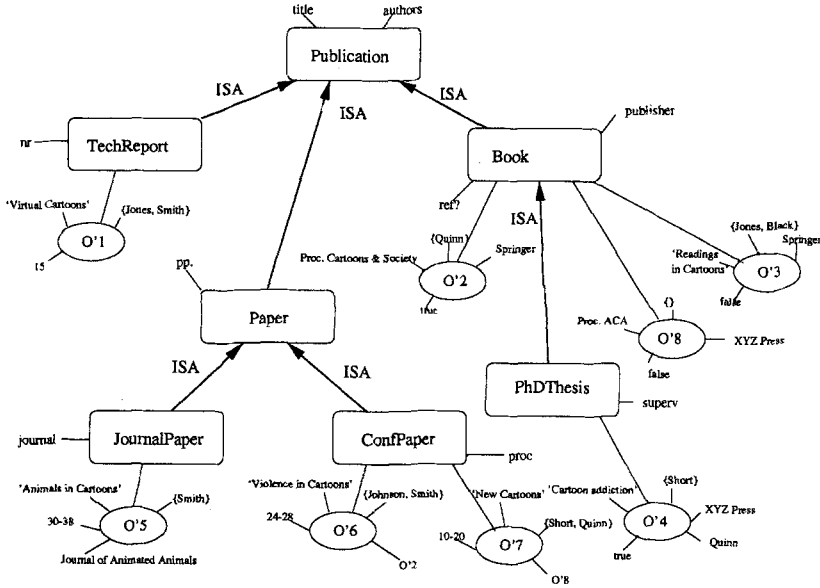 title
authors
Publication
ISA
ISA
ISA
publisher
nr
TechReport
Book
ref?
ISA
'Virtual Cartoons'
{Jones, Smith}
O'1
15
{Quinn}
Proc. Cartoons & Society
Springer
O'2
true
{Jones, Black}
Springer
'Readings
in Cartoons'
O'3
false
pp.
Paper
{}
Proc. ACA
O'8
XYZ Press
false
ISA
ISA
PhDThesis
superv
journal
JournalPaper
ConfPaper
proc
'Animals in Cartoons'
{Smith}
30-38
O'5
Journal of Animated Animals
'Violence in Cartoons'
{Johnson, Smith}
24-28
O'6
O'2
'New Cartoons'
{Short, Quinn}
10-20
O'7
O'8
'Cartoon addiction'
{Short}
XYZ Press
O'4
true
Quinn